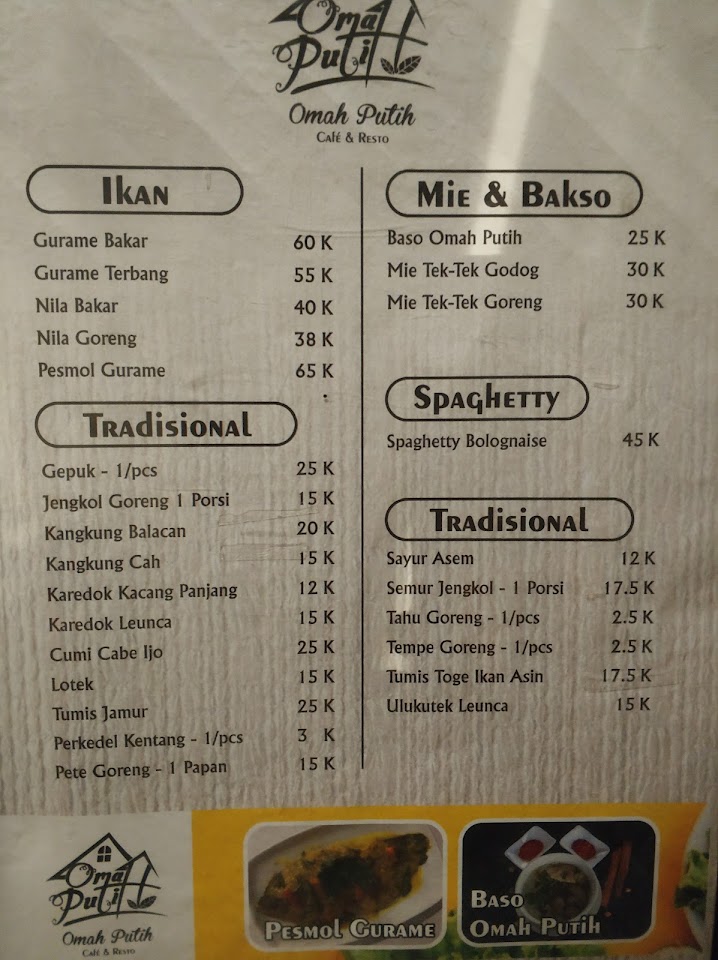 Omah
Putih
Omah Putih
Café & Resto
Ikan
Gurame Bakar 60 K
Gurame Terbang 55 K
Nila Bakar 40 K
Nila Goreng 38 K
Pesmol Gurame 65 K
Tradisional
Gepuk - 1/pcs 25 K
Jengkol Goreng 1 Porsi 15 K
Kangkung Balacan 20 K
Kangkung Cah 15 K
Karedok Kacang Panjang 12 K
Karedok Leunca 15 K
Cumi Cabe Ijo 25 K
Lotek 15 K
Tumis Jamur 25 K
Perkedel Kentang - 1/pcs 3 K
Pete Goreng - 1 Papan 15 K
Mie & Bakso
Baso Omah Putih 25 K
Mie Tek-Tek Godog 30 K
Mie Tek-Tek Goreng 30 K
Spaghetty
Spaghetty Bolognaise 45 K
Tradisional
Sayur Asem 12 K
Semur Jengkol - 1 Porsi 17.5 K
Tahu Goreng - 1/pcs 2.5 K
Tempe Goreng - 1/pcs 2.5 K
Tumis Toge Ikan Asin 17.5 K
Ulukutek Leunca 15 K
Omah
Putih
Omah Putih
Café & Resto
Pesmol Gurame
Baso
Omah Putih